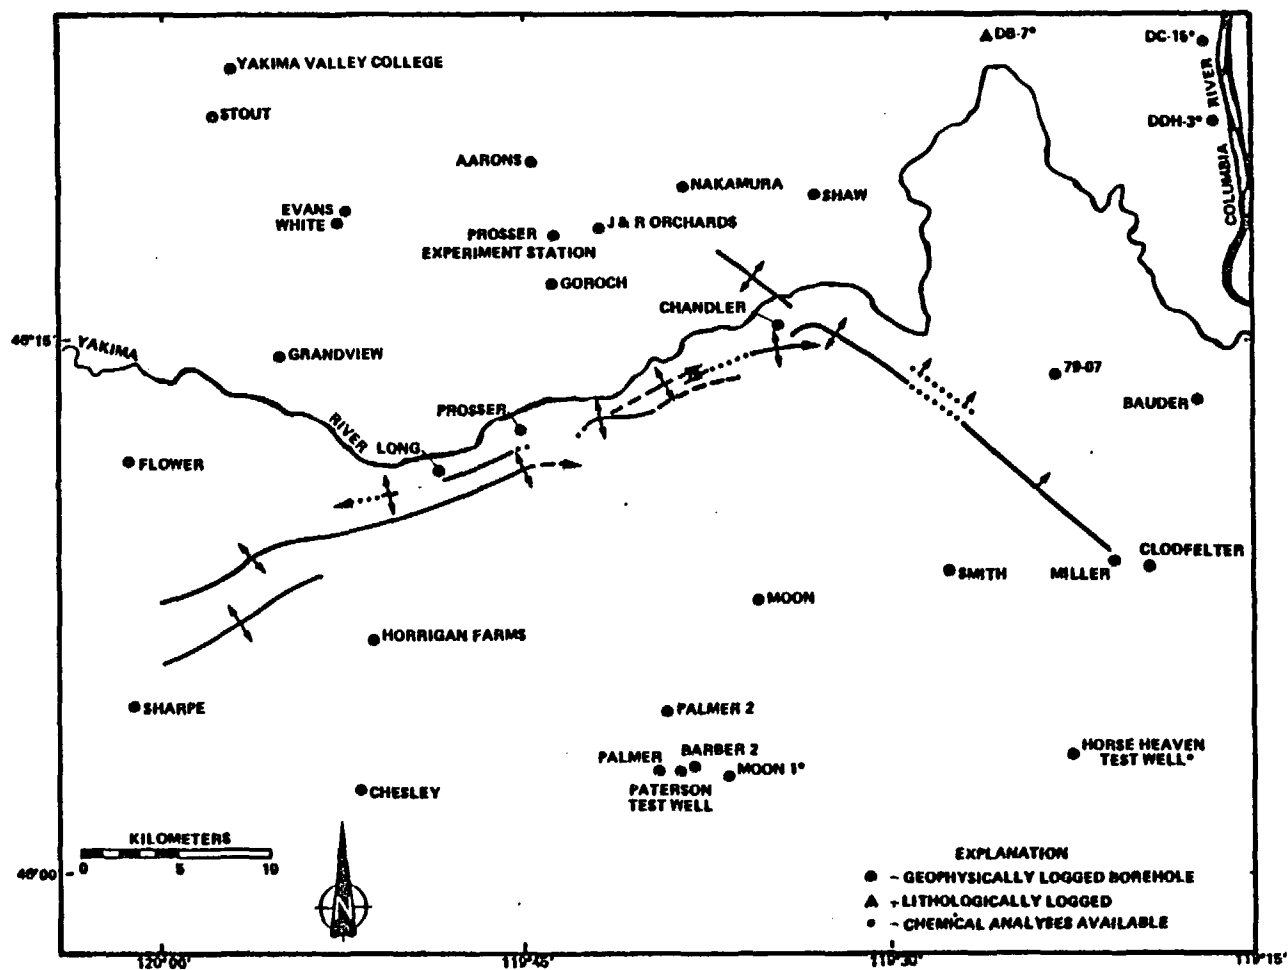 DB-7°
DC-15°
YAKIMA VALLEY COLLEGE
STOUT
DDH-3°
COLUMBIA RIVER
AARONS
NAKAMURA
SHAW
EVANS
WHITE
J & R ORCHARDS
PROSSER
EXPERIMENT STATION
GOROCH
CHANDLER
46°15'
YAKIMA
RIVER
GRANDVIEW
79-07
BAUDER
PROSSER
LONG
FLOWER
CLODFELTER
SMITH
MILLER
MOON
HORRIGAN FARMS
SHARPE
PALMER 2
PALMER
BARBER 2
MOON 1°
PATERSON
TEST WELL
HORSE HEAVEN
TEST WELL°
CHESLEY
KILOMETERS
0 5 10
N
46°00'
EXPLANATION
- GEOPHYSICALLY LOGGED BOREHOLE
- LITHOLOGICALLY LOGGED
- CHEMICAL ANALYSES AVAILABLE
120°00' 119°45' 119°30' 119°15'